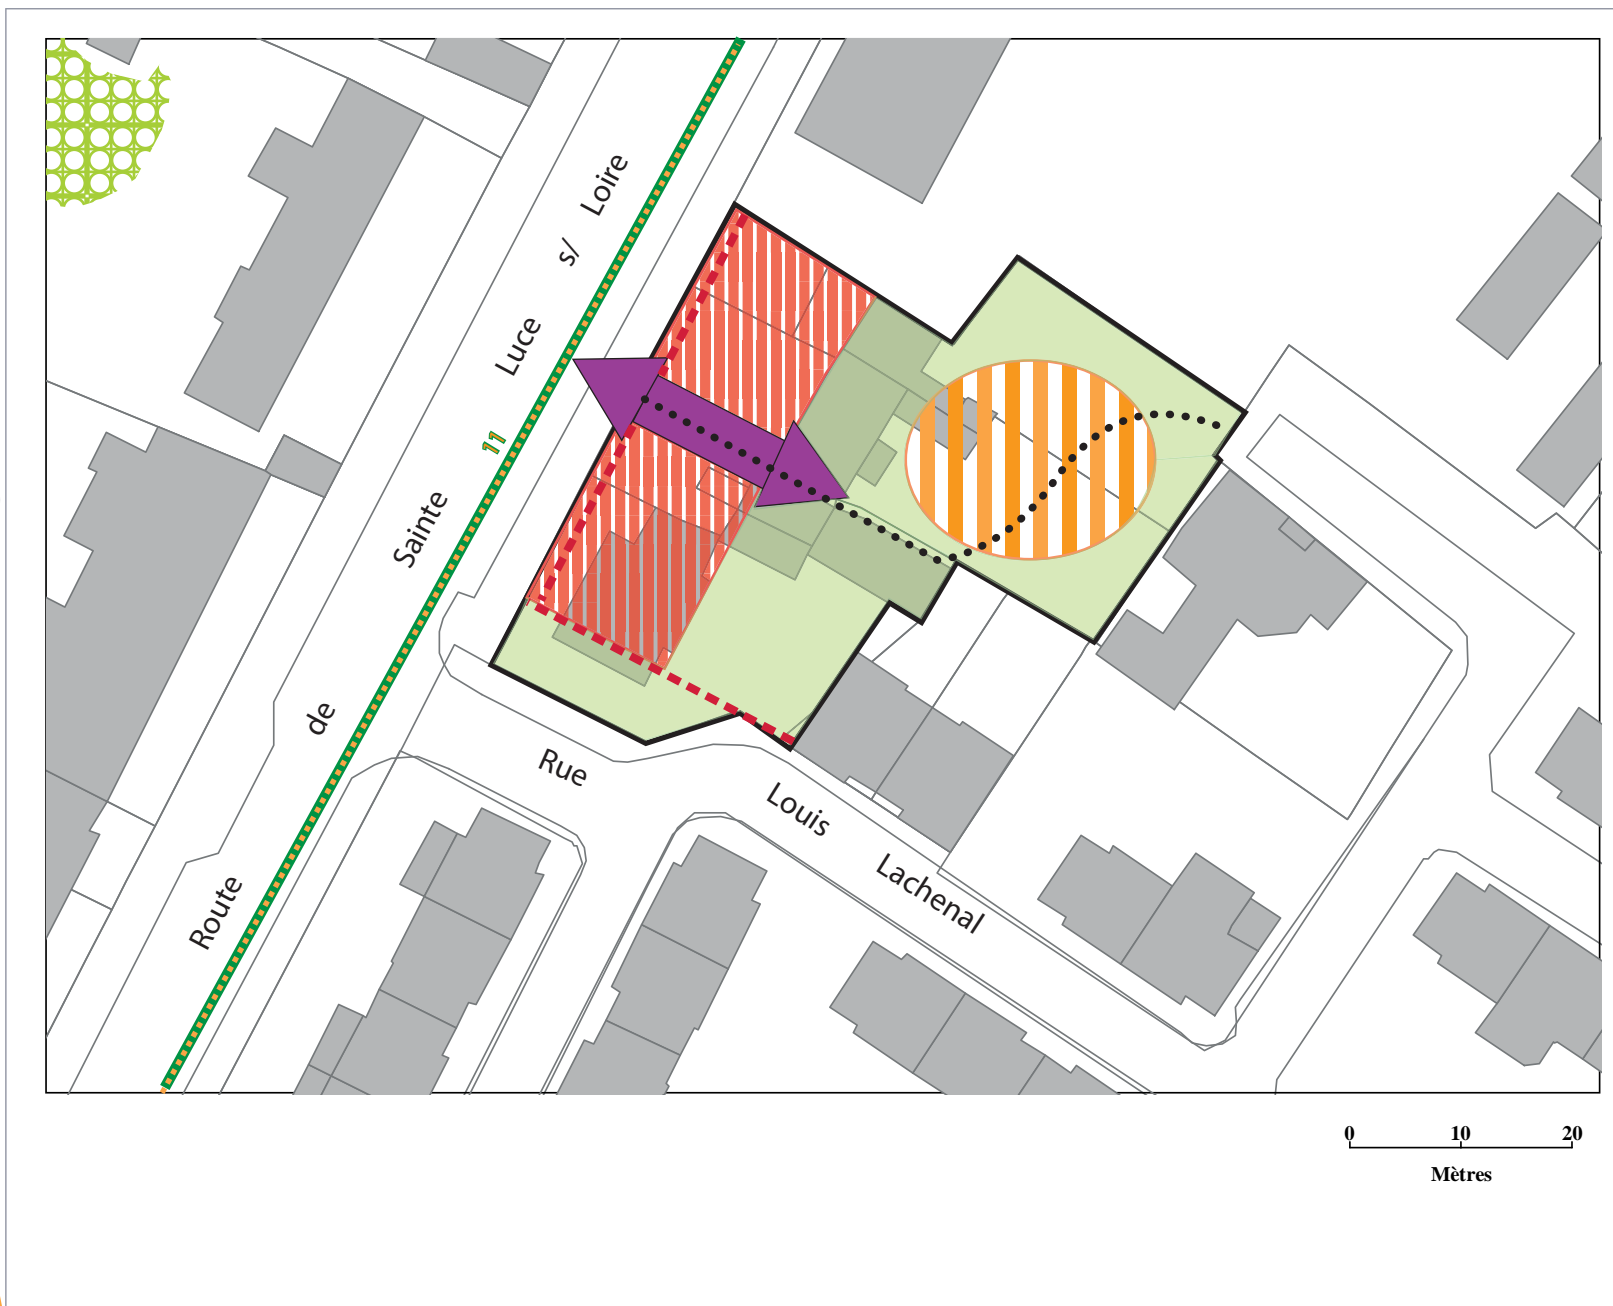 Route de Sainte Luce s/ Loire
11
Rue Louis Lachenal
0 10 20
Mètres